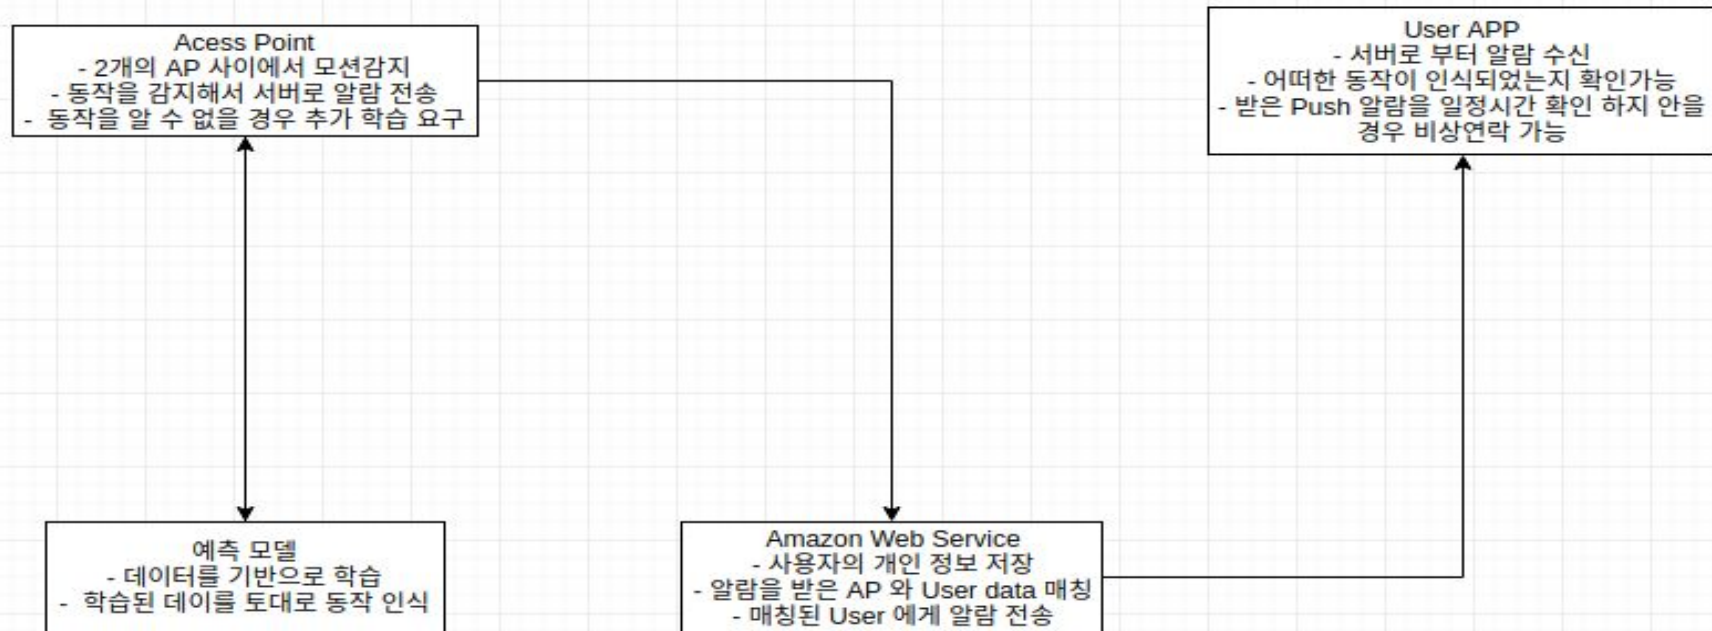 Acess Point
- 2개의 AP 사이에서 모션감지
- 동작을 감지해서 서버로 알람 전송
- 동작을 알 수 없을 경우 추가 학습 요구
User APP
- 서버로 부터 알람 수신
- 어떠한 동작이 인식되었는지 확인가능
- 받은 Push 알람을 일정시간 확인 하지 안을
경우 비상연락 가능
예측 모델
- 데이터를 기반으로 학습
- 학습된 데이를 토대로 동작 인식
Amazon Web Service
- 사용자의 개인 정보 저장
- 알람을 받은 AP 와 User data 매칭
- 매칭된 User 에게 알람 전송